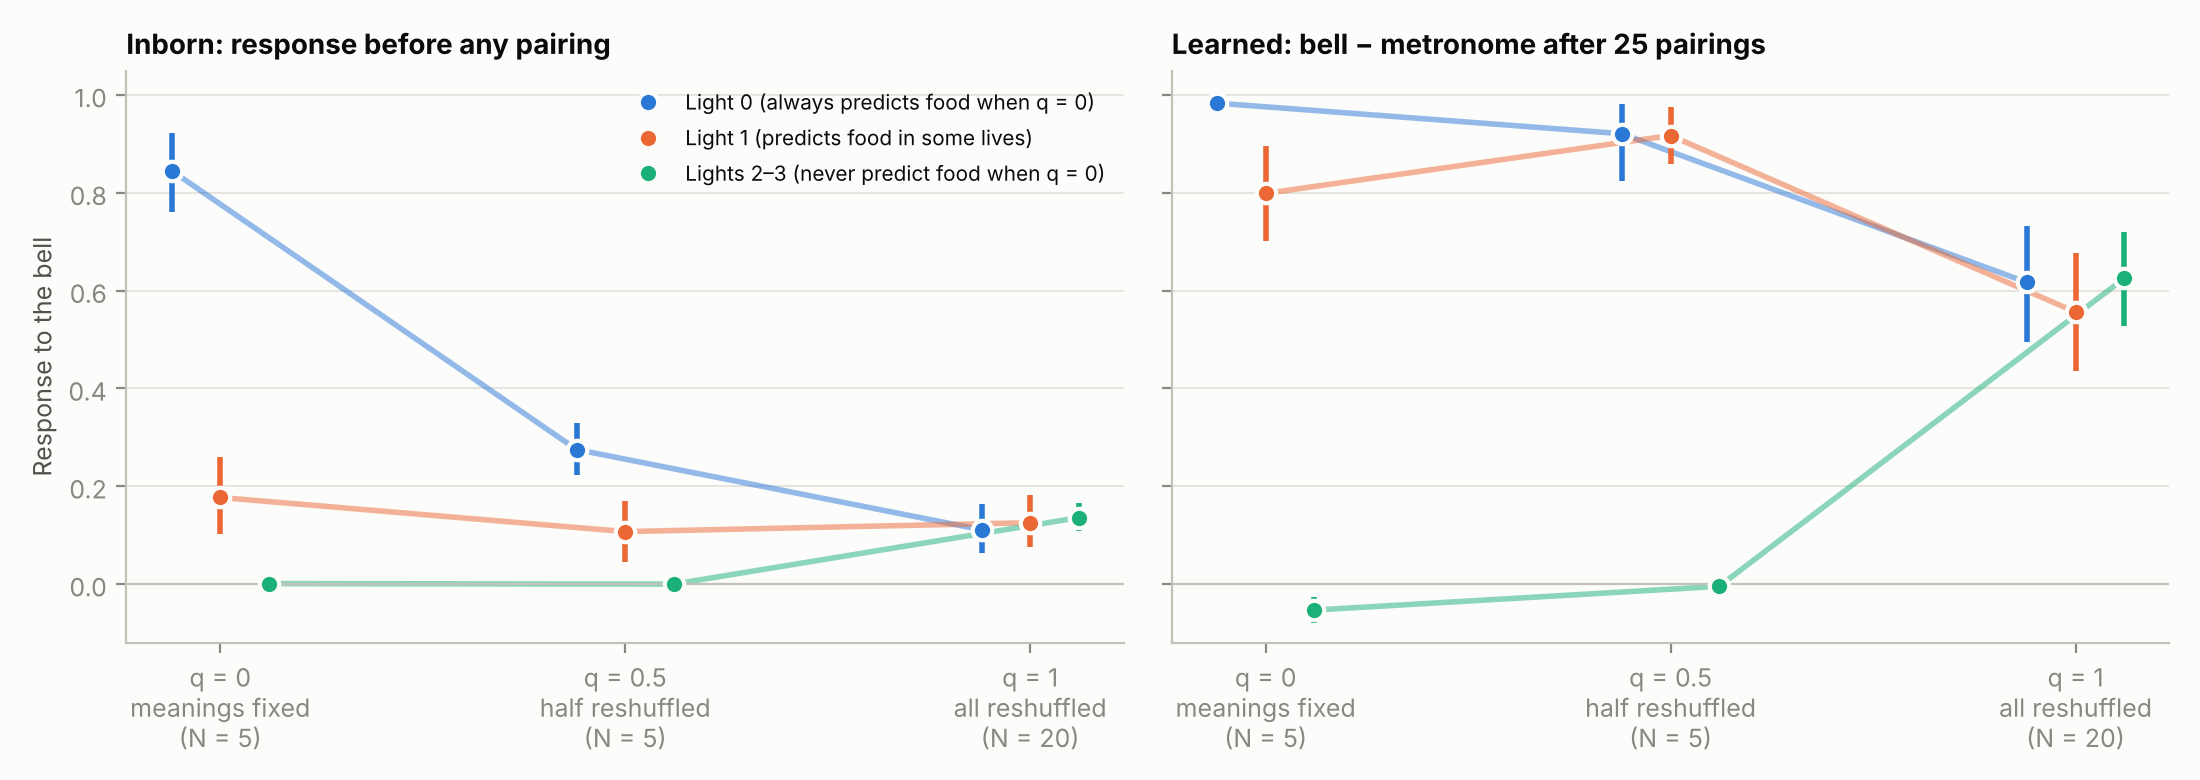 Inborn: response before any pairing
Response to the bell
1.0
0.8
0.6
0.4
0.2
0.0
Light 0 (always predicts food when q = 0)
Light 1 (predicts food in some lives)
Lights 2–3 (never predict food when q = 0)
q = 0
meanings fixed
(N = 5)
q = 0.5
half reshuffled
(N = 5)
q = 1
all reshuffled
(N = 20)
Learned: bell − metronome after 25 pairings
q = 0
meanings fixed
(N = 5)
q = 0.5
half reshuffled
(N = 5)
q = 1
all reshuffled
(N = 20)